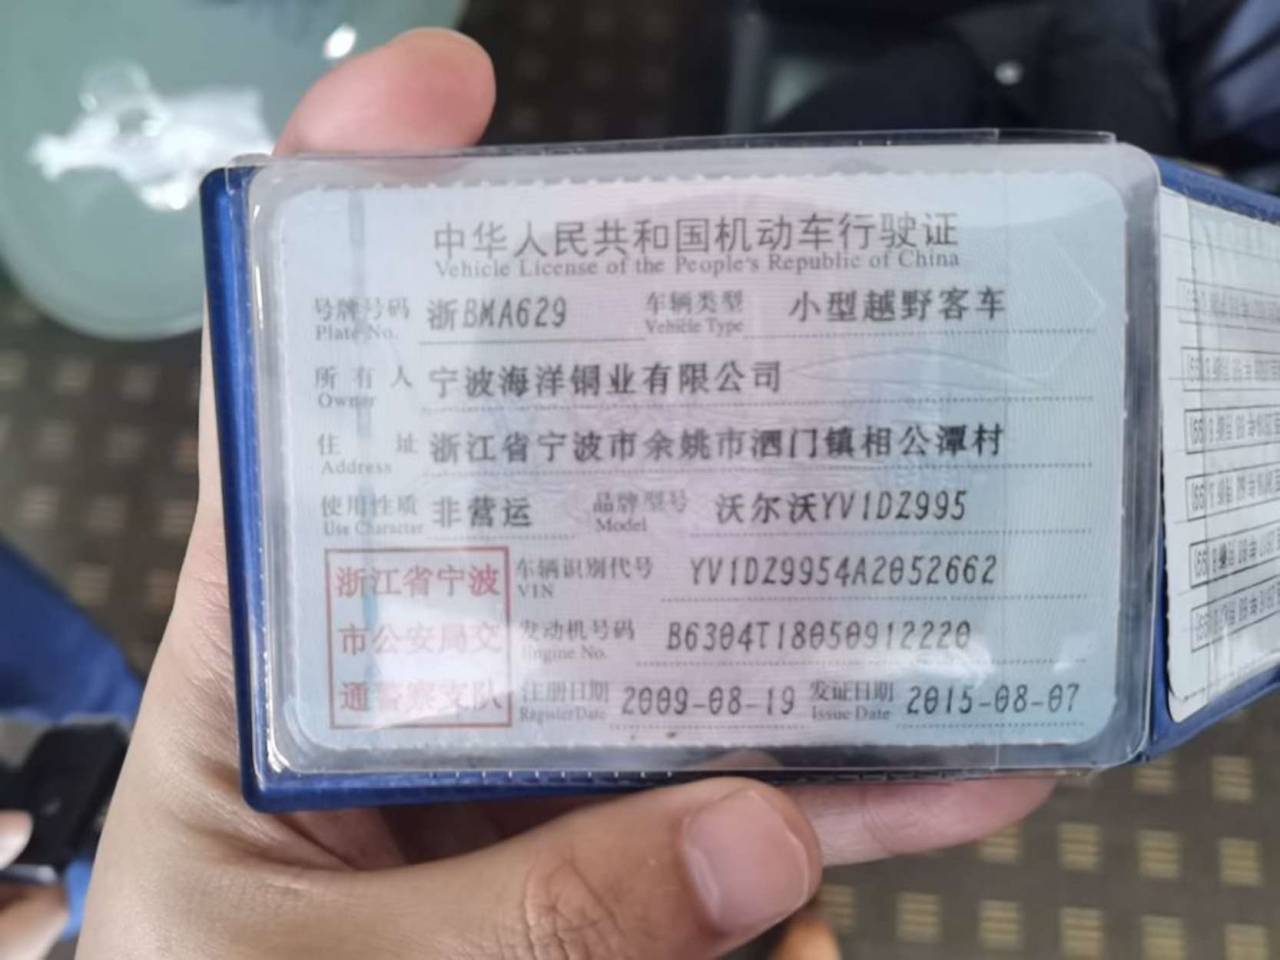 中华人民共和国机动车行驶证
Vehicle License of the People's Republic of China
号牌号码 浙BMA629 车辆类型 小型越野客车
Plate No. Vehicle Type
所有人 宁波海洋铜业有限公司
Owner
住址 浙江省宁波市余姚市泗门镇相公潭村
Address
使用性质 非营运 品牌型号 沃尔沃YV1DZ995
Use Character Model
浙江省宁波 车辆识别代号 YV1DZ9954A2052662
VIN
市公安局交 发动机号码 B6304T18050912220
Engine No.
通警察支队 注册日期 2009-08-19 发证日期 2015-08-07
Register Date Issue Date